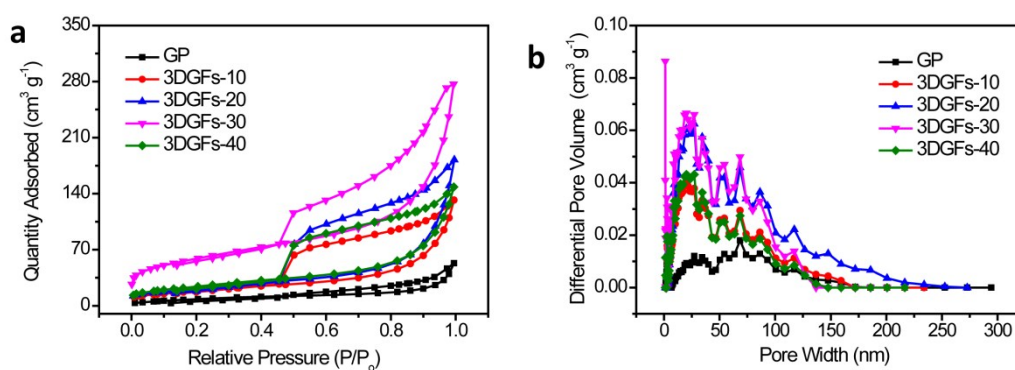 a
350
280
210
140
70
0
Quantity Adsorbed (cm³ g⁻¹)
GP
3DGFs-10
3DGFs-20
3DGFs-30
3DGFs-40
0.0 0.2 0.4 0.6 0.8 1.0
Relative Pressure (P/P₀)
b
0.10
0.08
0.06
0.04
0.02
0.00
Differential Pore Volume (cm³ g⁻¹)
GP
3DGFs-10
3DGFs-20
3DGFs-30
3DGFs-40
0 50 100 150 200 250 300
Pore Width (nm)